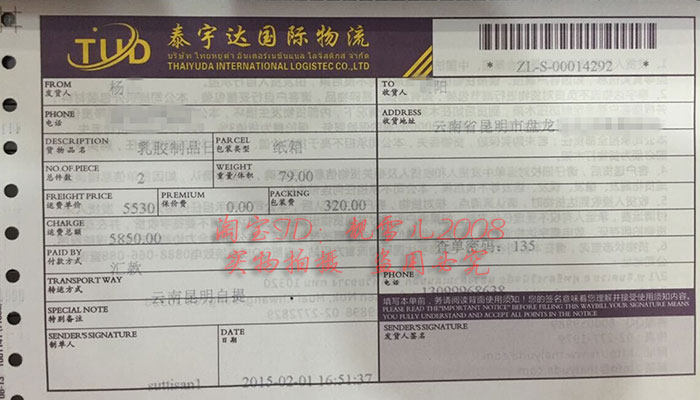 TUD
泰宇达国际物流
บริษัท ไทยหยูต้า อินเตอร์เนชั่นแนล โลจิสติกส์ จำกัด
THAIYUDA INTERNATIONAL LOGISTEC CO.,LTD
* ZL-S-00014292 *
FROM
发货人
杨
TO
收货人
阳
PHONE
电话
ADDRESS
收货地址
云南省昆明市盘龙
DESCRIPTION
货物品名
乳胶制品日
PARCEL
包装类型
纸箱
NO.OF PIECE
总件数
2
WEIGHT
重量/体积.
79.00
FREIGHT PRICE
运费单价
5530
PREMIUM
保价费
0.00
PACKING
包装费
320.00
CHARGE
运费总额
5850.00
淘宝ID：魏雪儿2008
实物拍摄 盗用必究
查单密码：135
PAID BY
付款方式
汇款
TRANSPORT WAY
转运方式
云南昆明自提
PHONE
电话
13099968638
SPECIAL NOTE
特别备注
填写本单前，务请阅读背面使用须知！您的签名意味着您理解并接受使用须知内容。
PLEASE READ THE"IMPORTANT NOTICE" BEFORE FILLING THIS WAYBILL.YOUR SIGNATURE MEANS
YOU FULLY UNDERSTAND AND ACCEPT ALL POINTS IN THE NOTICE
SENDER'S SIGNATURE
制单人
suttisan1
DATE
日期
2015-02-01 16:51:37
SENDER'S SIGNATURE
发货人签名